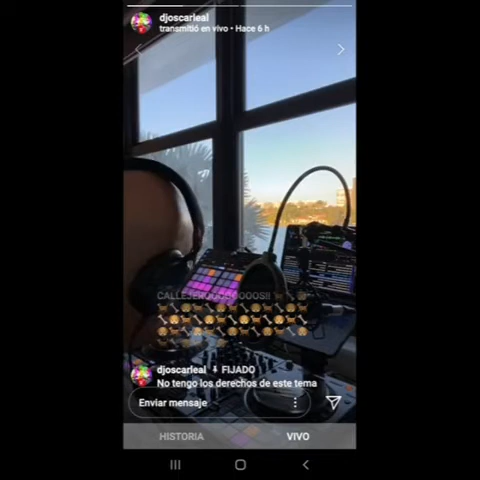 djoscarleal
transmitió en vivo • Hace 6 h
djoscarleal FIJADO
No tengo los derechos de este tema
Enviar mensaje
HISTORIA
VIVO